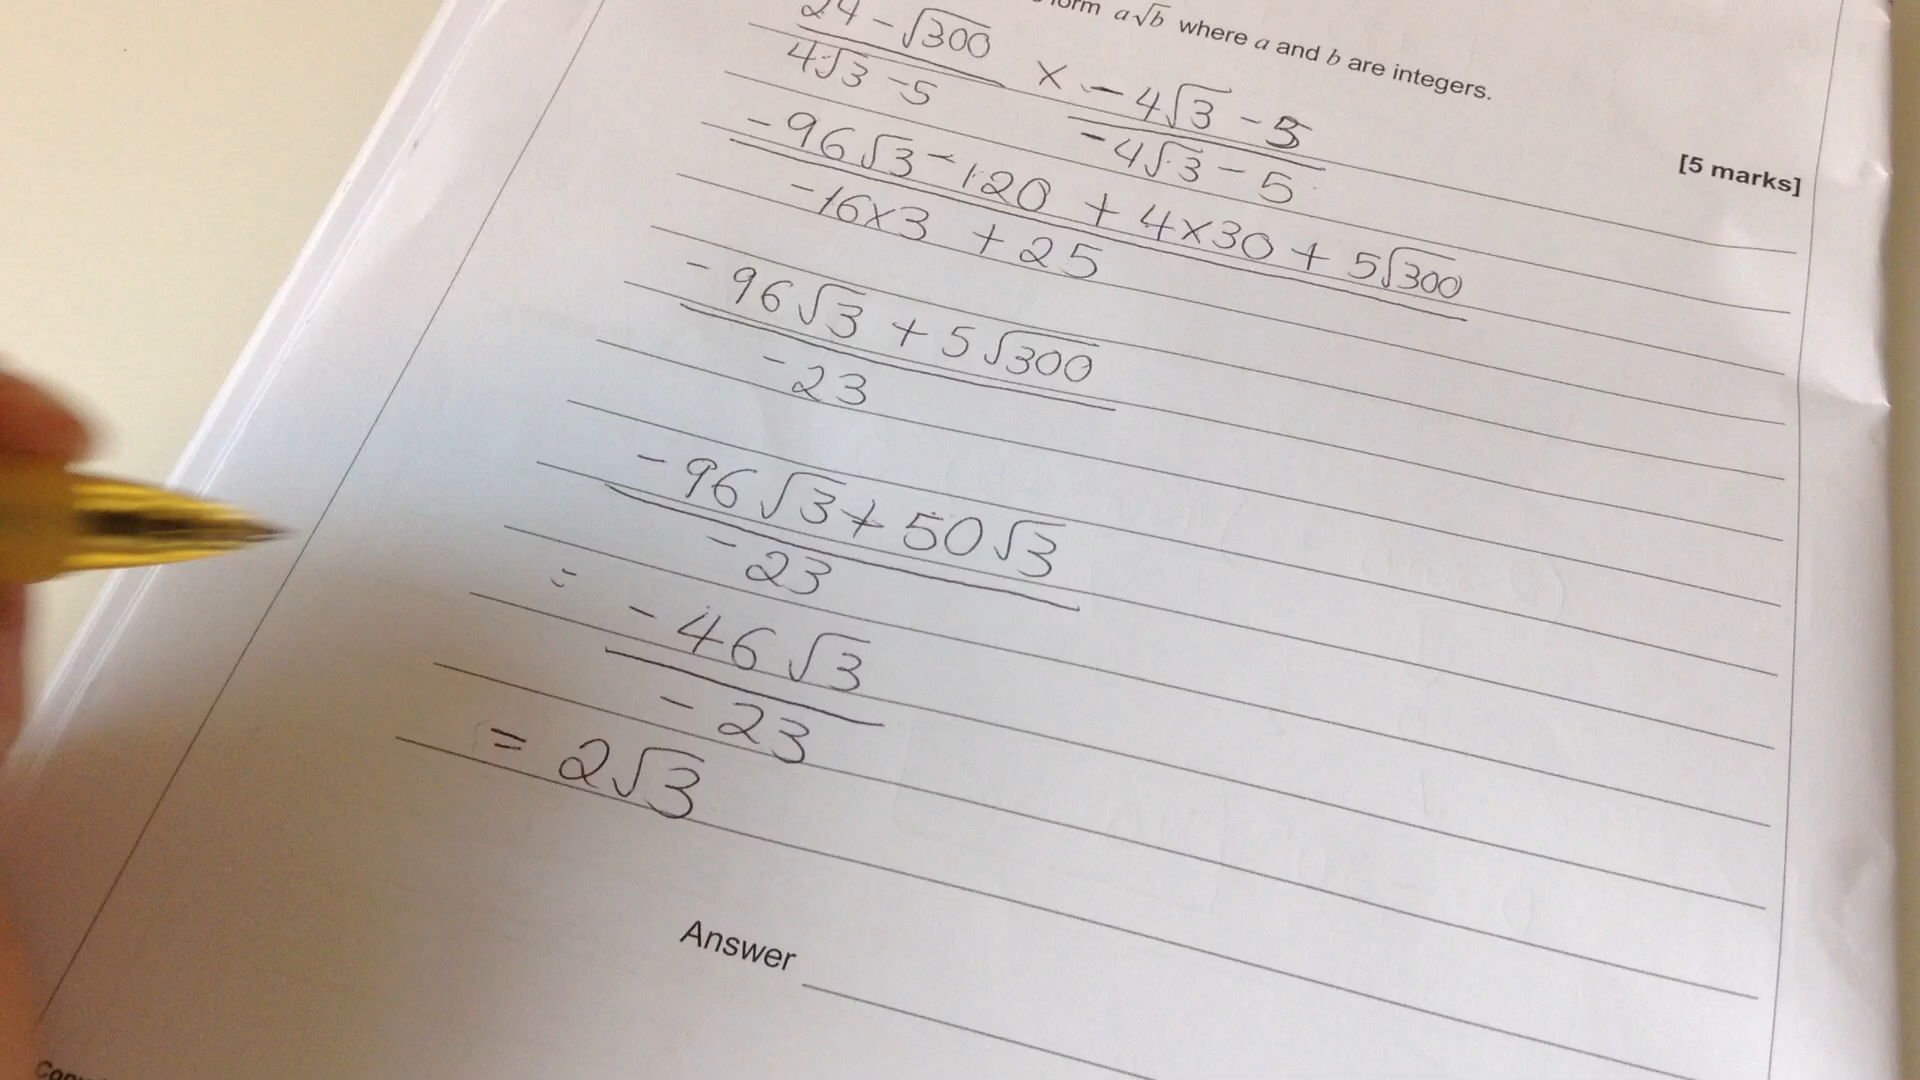 form a√b where a and b are integers.
24 - √300 × -4√3 - 5
4√3 - 5 -4√3 - 5
[5 marks]
-96√3 - 120 + 4×30 + 5√300
-16×3 + 25
-96√3 + 5√300
-23
-96√3 + 50√3
-23
= -46√3
-23
= 2√3
Answer